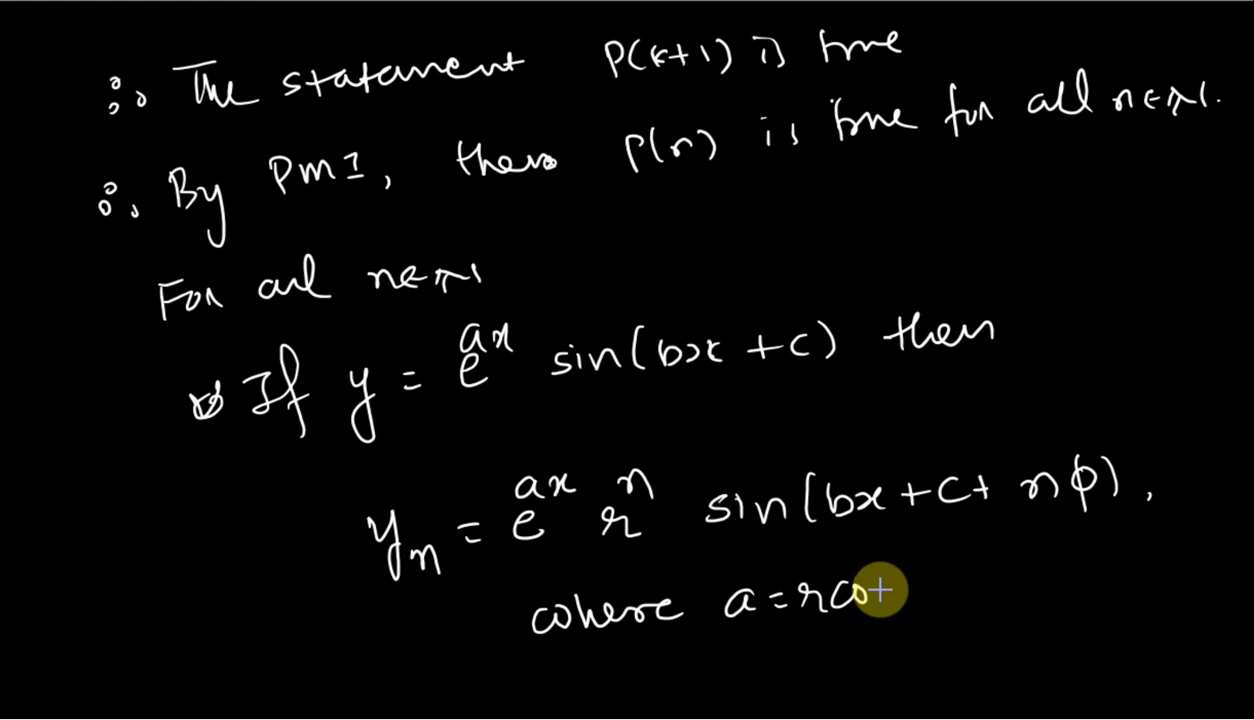 ∴ The statement P(k+1) is true
∴ By PMI, then P(n) is true for all n∈N.
For all n∈N
If y = e^{ax} sin(bx+c) then
y_n = e^{ax} r^n sin(bx+c+nφ),
where a=rco